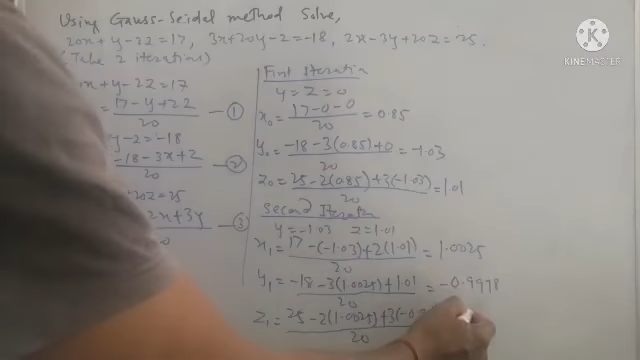 Using Gauss-Seidal method Solve,
20x+y-2z=17, 3x+20y-z=-18, 2x-3y+20z=25.
(Take 2 iterations)
x+y-2z=17
= 17-y+2z / 20 — ①
y-z=-18
-18-3x+z / 20 — ②
20z=25
2x+3y — ③
First Iteration
y=z=0
x₀ = 17-0-0 / 20 = 0.85
y₀ = -18-3(0.85)+0 / 20 = -1.03
z₀ = 25-2(0.85)+3(-1.03) / 20 = 1.01
Second Iteration
y=-1.03 z=1.01
x₁ = 17-(-1.03)+2(1.01) / 20 = 1.0025
y₁ = -18-3(1.0025)+1.01 / 20 = -0.9978
z₁ = 25-2(1.0025)+3(-0 / 20
KINEMASTER